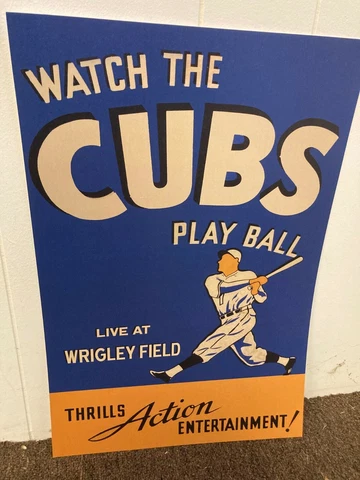 WATCH THE
CUBS
PLAY BALL
LIVE AT
WRIGLEY FIELD
THRILLS Action ENTERTAINMENT!